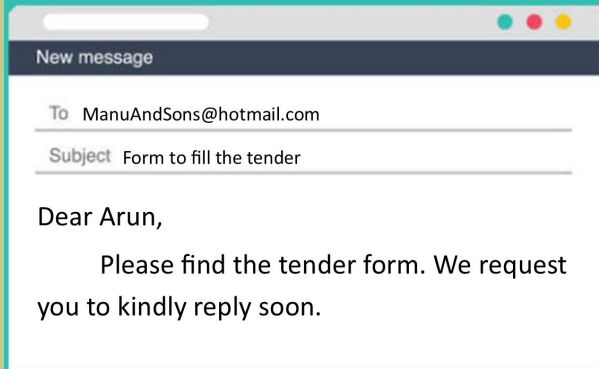 New message
To ManuAndSons@hotmail.com
Subject Form to fill the tender
Dear Arun,
Please find the tender form. We request
you to kindly reply soon.